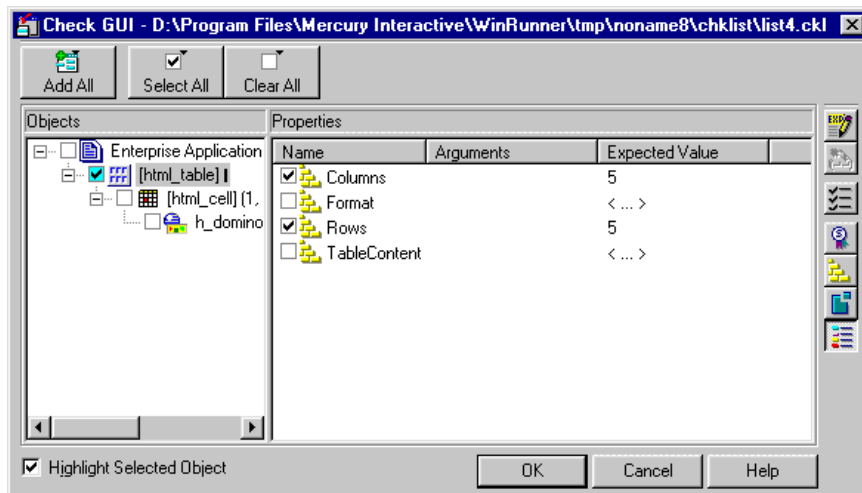 Check GUI - D:\Program Files\Mercury Interactive\WinRunner\tmp\noname8\chklist\list4.ckl
Add All Select All Clear All
Objects Properties
Enterprise Application
[html_table] I
[html_cell] (1,
h_domino
Name Arguments Expected Value
Columns 5
Format < ... >
Rows 5
TableContent < ... >
Highlight Selected Object
OK Cancel Help